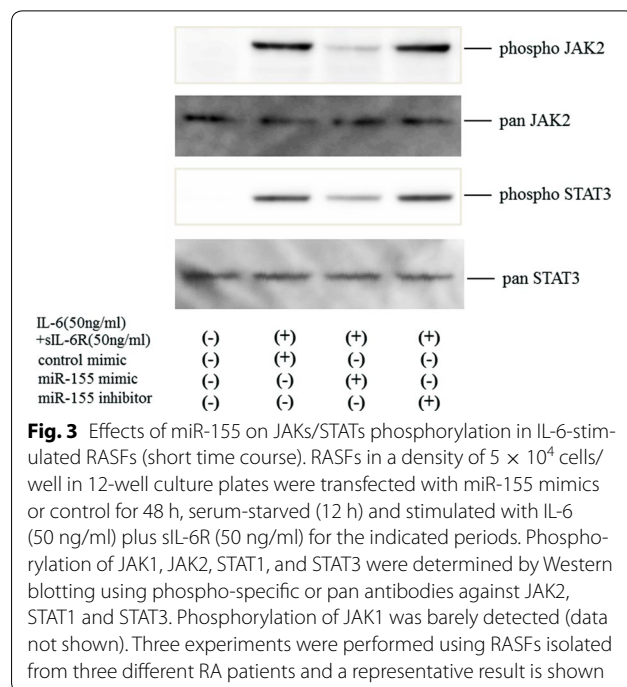 phospho JAK2
pan JAK2
phospho STAT3
pan STAT3
IL-6(50ng/ml)
+sIL-6R(50ng/ml) (-) (+) (+) (+)
control mimic (-) (+) (-) (-)
miR-155 mimic (-) (-) (+) (-)
miR-155 inhibitor (-) (-) (-) (+)
Fig. 3 Effects of miR-155 on JAKs/STATs phosphorylation in IL-6-stim-
ulated RASFs (short time course). RASFs in a density of 5 × 10⁴ cells/
well in 12-well culture plates were transfected with miR-155 mimics
or control for 48 h, serum-starved (12 h) and stimulated with IL-6
(50 ng/ml) plus sIL-6R (50 ng/ml) for the indicated periods. Phospho-
rylation of JAK1, JAK2, STAT1, and STAT3 were determined by Western
blotting using phospho-specific or pan antibodies against JAK2,
STAT1 and STAT3. Phosphorylation of JAK1 was barely detected (data
not shown). Three experiments were performed using RASFs isolated
from three different RA patients and a representative result is shown